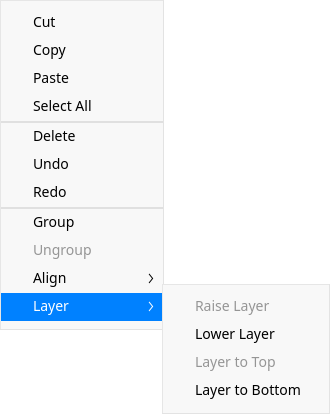 Cut
Copy
Paste
Select All
Delete
Undo
Redo
Group
Ungroup
Align
Layer
Raise Layer
Lower Layer
Layer to Top
Layer to Bottom